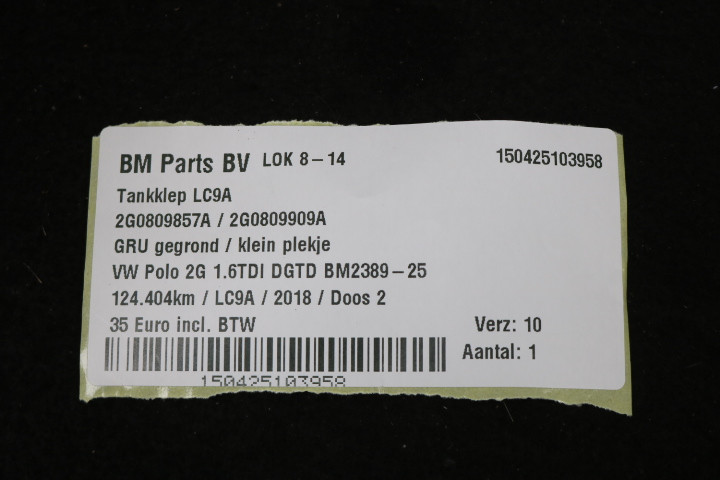 BM Parts BV LOK 8-14 150425103958
Tankklep LC9A
2G0809857A / 2G0809909A
GRU gegrond / klein plekje
VW Polo 2G 1.6TDI DGTD BM2389-25
124.404km / LC9A / 2018 / Doos 2
35 Euro incl. BTW Verz: 10
Aantal: 1
150425103958